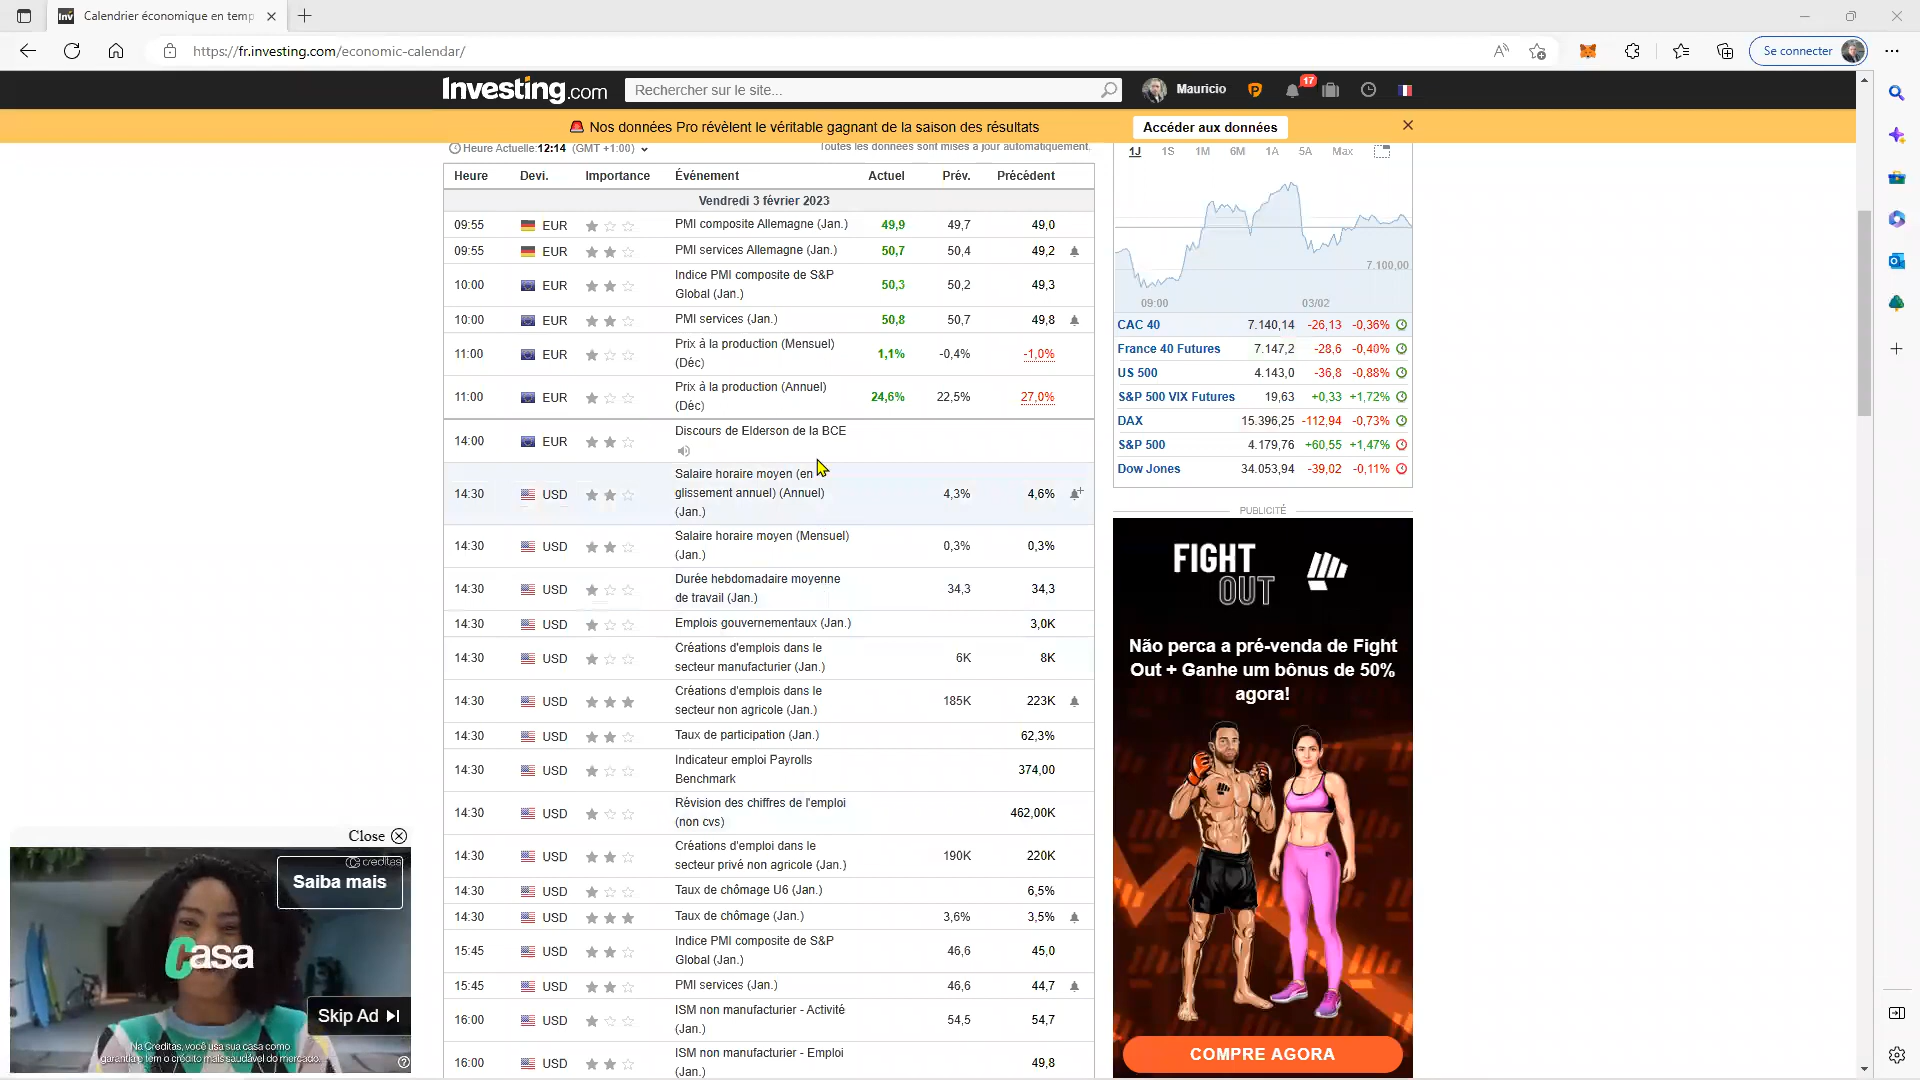 Calendrier économique en temp
https://fr.investing.com/economic-calendar/
Se connecter
Investing.com
Rechercher sur le site...
Mauricio
17
Nos données Pro révèlent le véritable gagnant de la saison des résultats
Accéder aux données
Heure Actuelle:12:14 (GMT +1:00)
Toutes les données sont mises à jour automatiquement.
Heure Devi. Importance Événement Actuel Prév. Précédent
Vendredi 3 février 2023
09:55 EUR PMI composite Allemagne (Jan.) 49,9 49,7 49,0
09:55 EUR PMI services Allemagne (Jan.) 50,7 50,4 49,2
10:00 EUR Indice PMI composite de S&P
Global (Jan.) 50,3 50,2 49,3
10:00 EUR PMI services (Jan.) 50,8 50,7 49,8
11:00 EUR Prix à la production (Mensuel)
(Déc) 1,1% -0,4% -1,0%
11:00 EUR Prix à la production (Annuel)
(Déc) 24,6% 22,5% 27,0%
14:00 EUR Discours de Elderson de la BCE
14:30 USD Salaire horaire moyen (en
glissement annuel) (Annuel)
(Jan.) 4,3% 4,6%
14:30 USD Salaire horaire moyen (Mensuel)
(Jan.) 0,3% 0,3%
14:30 USD Durée hebdomadaire moyenne
de travail (Jan.) 34,3 34,3
14:30 USD Emplois gouvernementaux (Jan.) 3,0K
14:30 USD Créations d'emplois dans le
secteur manufacturier (Jan.) 6K 8K
14:30 USD Créations d'emplois dans le
secteur non agricole (Jan.) 185K 223K
14:30 USD Taux de participation (Jan.) 62,3%
14:30 USD Indicateur emploi Payrolls
Benchmark 374,00
14:30 USD Révision des chiffres de l'emploi
(non cvs) 462,00K
14:30 USD Créations d'emploi dans le
secteur privé non agricole (Jan.) 190K 220K
14:30 USD Taux de chômage U6 (Jan.) 6,5%
14:30 USD Taux de chômage (Jan.) 3,6% 3,5%
15:45 USD Indice PMI composite de S&P
Global (Jan.) 46,6 45,0
15:45 USD PMI services (Jan.) 46,6 44,7
16:00 USD ISM non manufacturier - Activité
(Jan.) 54,5 54,7
16:00 USD ISM non manufacturier - Emploi
(Jan.) 49,8
1J 1S 1M 6M 1A 5A Max
7.100,00
09:00 03/02
CAC 40 7.140,14 -26,13 -0,36%
France 40 Futures 7.147,2 -28,6 -0,40%
US 500 4.143,0 -36,8 -0,88%
S&P 500 VIX Futures 19,63 +0,33 +1,72%
DAX 15.396,25 -112,94 -0,73%
S&P 500 4.179,76 +60,55 +1,47%
Dow Jones 34.053,94 -39,02 -0,11%
PUBLICITÉ
FIGHT
OUT
Não perca a pré-venda de Fight
Out + Ganhe um bônus de 50%
agora!
COMPRE AGORA
Close
creditas
Saiba mais
Casa
Skip Ad
Na Creditas, você usa sua casa como
garantia e tem o crédito mais saudável do mercado.